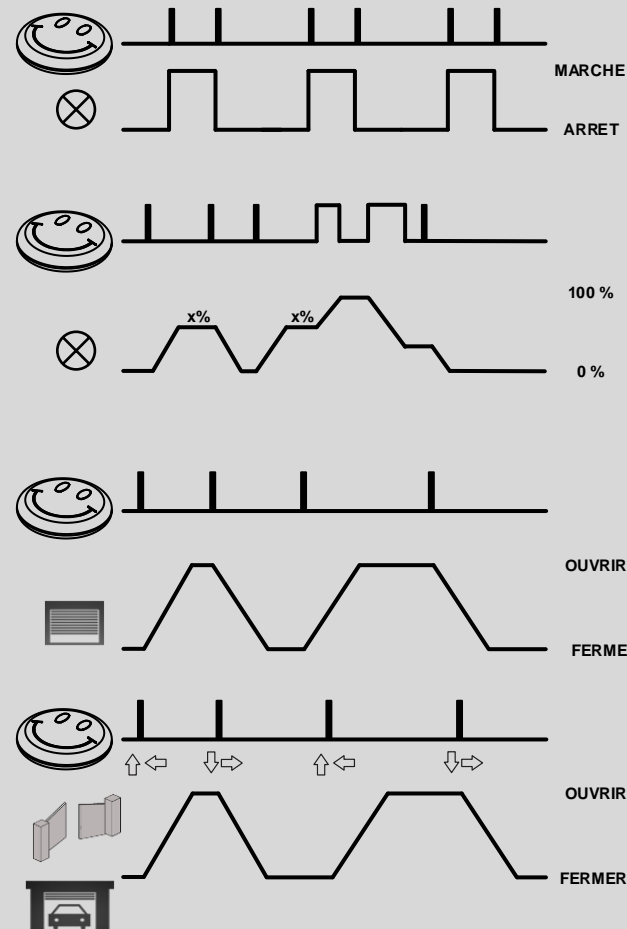 MARCHE
ARRET
100 %
x% x%
0 %
OUVRIR
FERME
OUVRIR
FERMER